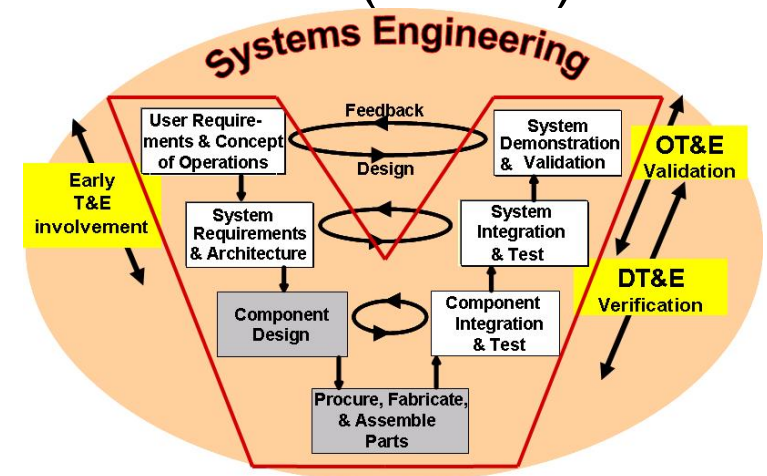 Systems Engineering
User Require-
ments & Concept
of Operations
Feedback
Design
System
Demonstration
& Validation
OT&E
Validation
Early
T&E
involvement
System
Requirements
& Architecture
System
Integration
& Test
DT&E
Verification
Component
Design
Component
Integration
& Test
Procure, Fabricate,
& Assemble
Parts